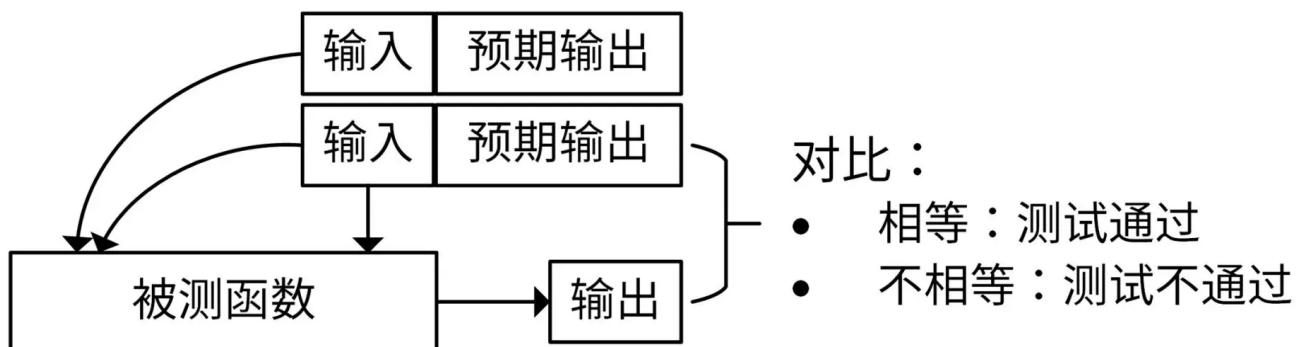 输入 预期输出
输入 预期输出
对比：
• 相等：测试通过
• 不相等：测试不通过
被测函数
输出